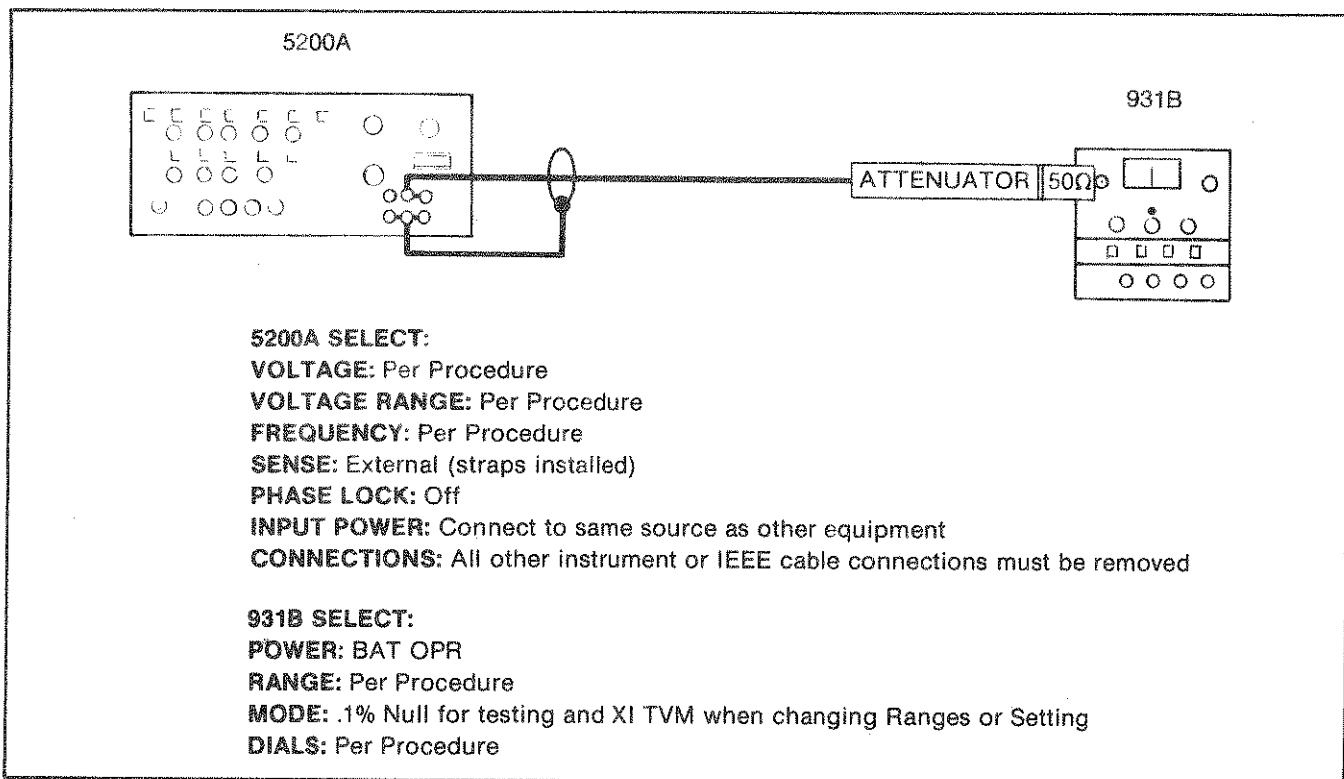 5200A
931B
ATTENUATOR 50Ω
5200A SELECT:
VOLTAGE: Per Procedure
VOLTAGE RANGE: Per Procedure
FREQUENCY: Per Procedure
SENSE: External (straps installed)
PHASE LOCK: Off
INPUT POWER: Connect to same source as other equipment
CONNECTIONS: All other instrument or IEEE cable connections must be removed
931B SELECT:
POWER: BAT OPR
RANGE: Per Procedure
MODE: .1% Null for testing and XI TVM when changing Ranges or Setting
DIALS: Per Procedure